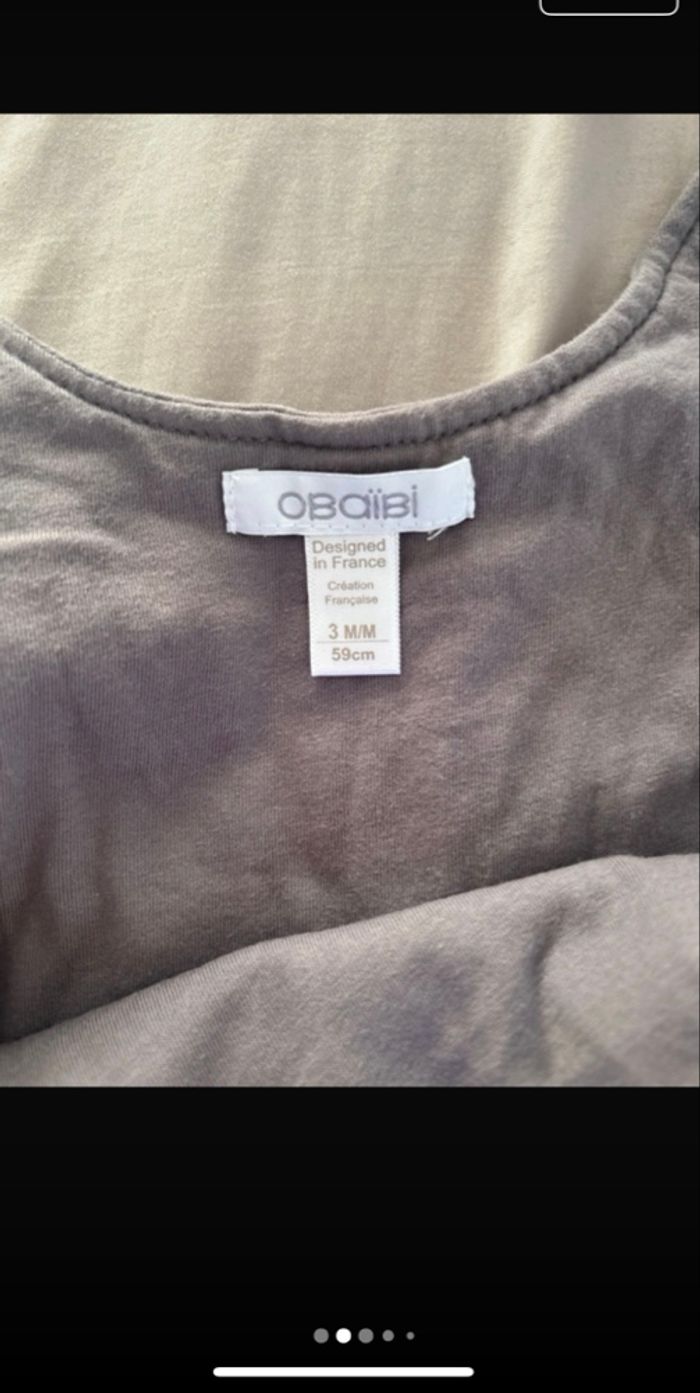 OBaïBi
Designed
in France
Création
Française
3 M/M
59cm